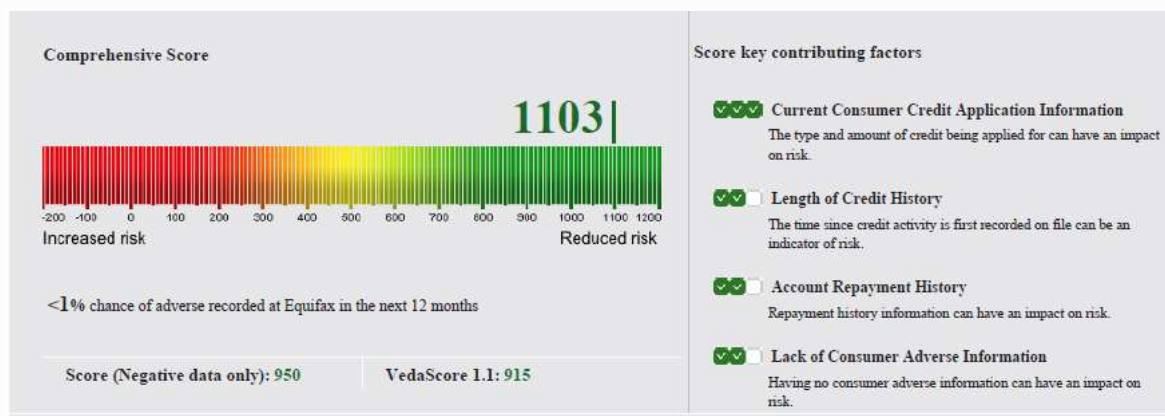 Comprehensive Score
1103
-200 -100 0 100 200 300 400 500 600 700 800 900 1000 1100 1200
Increased risk
Reduced risk
<1% chance of adverse recorded at Equifax in the next 12 months
Score (Negative data only): 950
VedaScore 1.1: 915
Score key contributing factors
Current Consumer Credit Application Information
The type and amount of credit being applied for can have an impact
on risk.
Length of Credit History
The time since credit activity is first recorded on file can be an
indicator of risk.
Account Repayment History
Repayment history information can have an impact on risk.
Lack of Consumer Adverse Information
Having no consumer adverse information can have an impact on
risk.